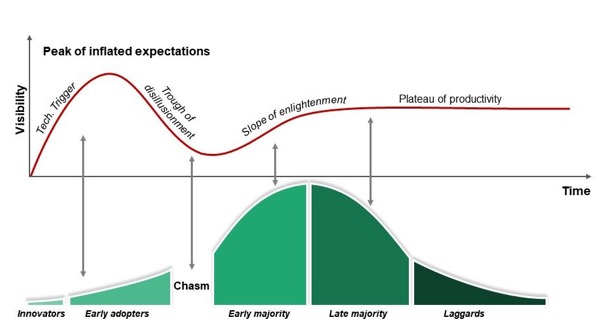 Peak of inflated expectations
Visibility
Tech. Trigger
Trough of
disillusionment
Slope of enlightenment
Plateau of productivity
Time
Chasm
Innovators
Early adopters
Early majority
Late majority
Laggards